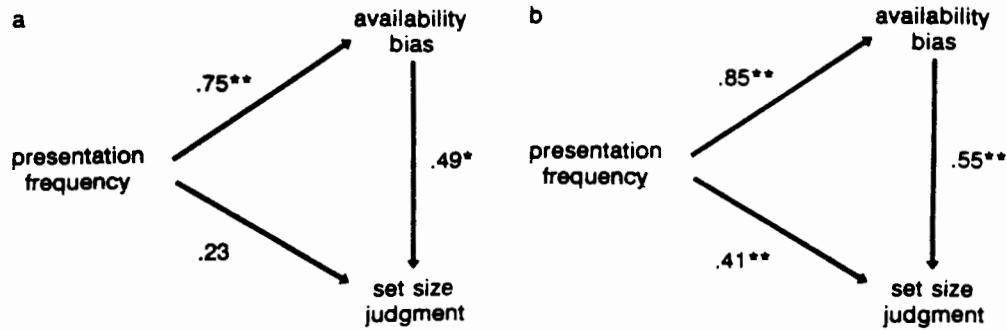 a
availability
bias
.75**
presentation
frequency
.49*
.23
set size
judgment
b
availability
bias
.85**
presentation
frequency
.55**
.41**
set size
judgment